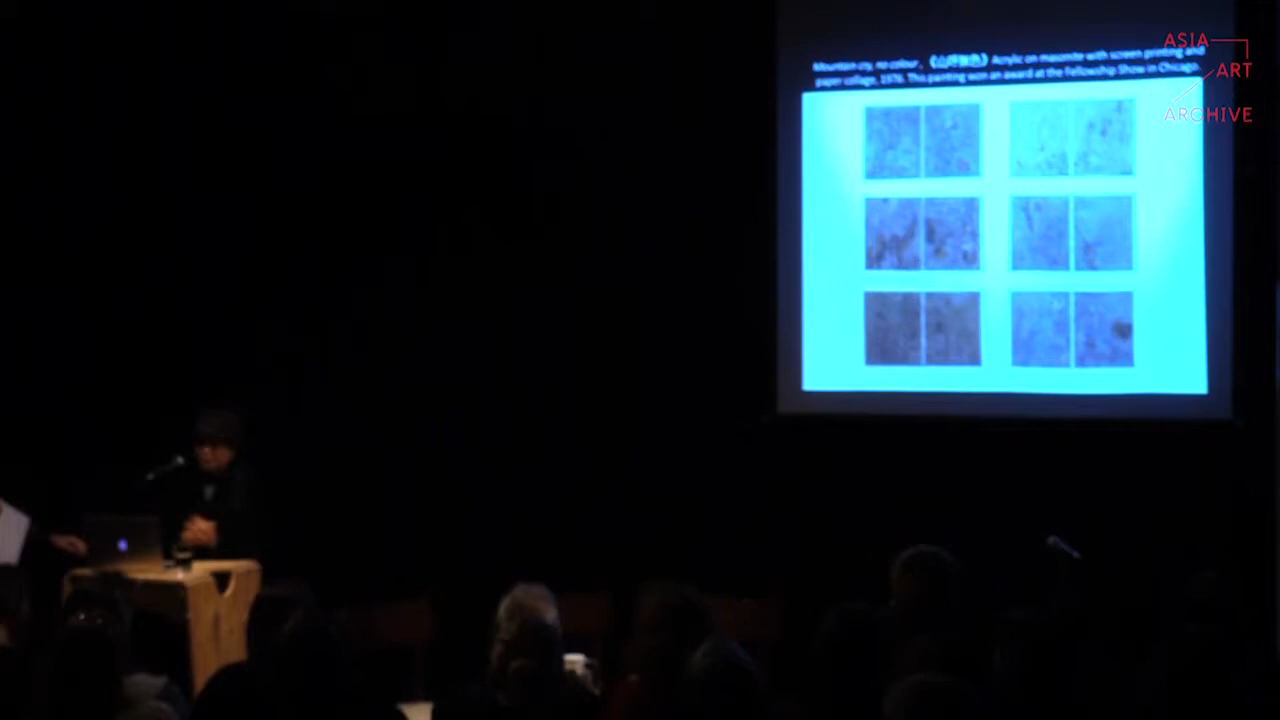 Mountain cry, no colour, Acrylic on masonite with screen printing and
paper collage, 1976. This painting won an award at the Fellowship Show in Chicago.
ASIA
ART
ARCHIVE